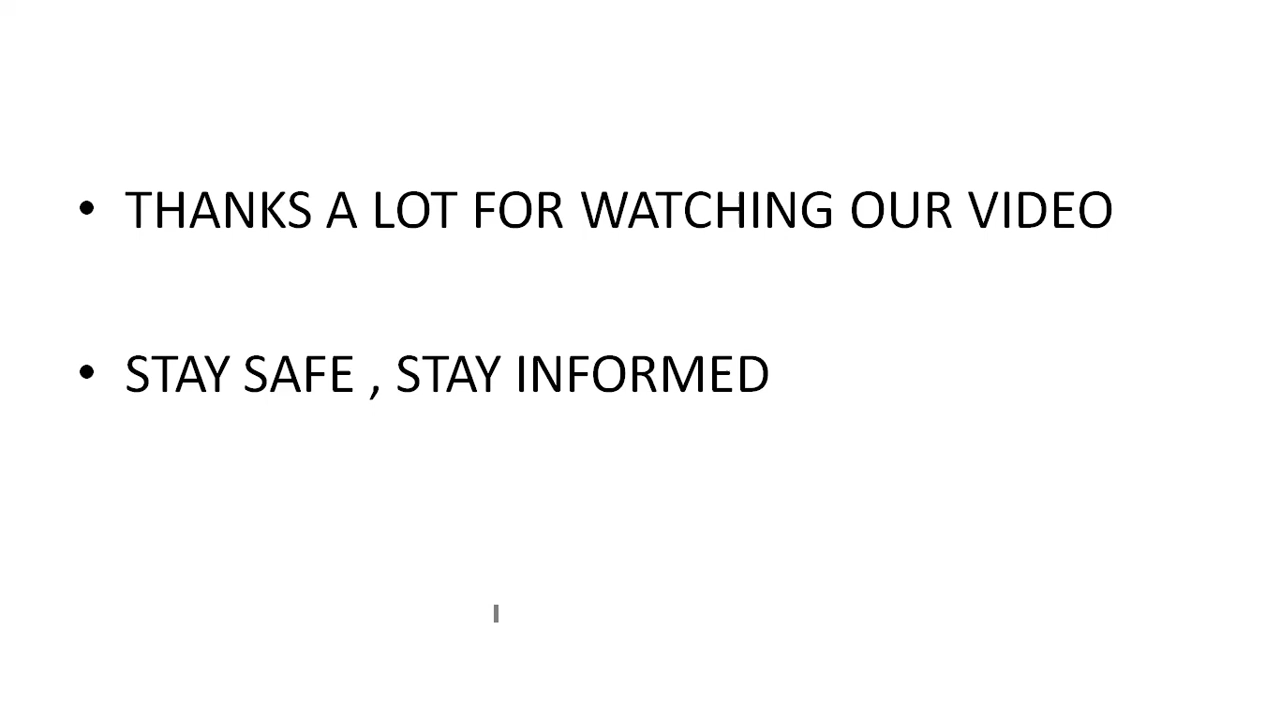 • THANKS A LOT FOR WATCHING OUR VIDEO
• STAY SAFE , STAY INFORMED